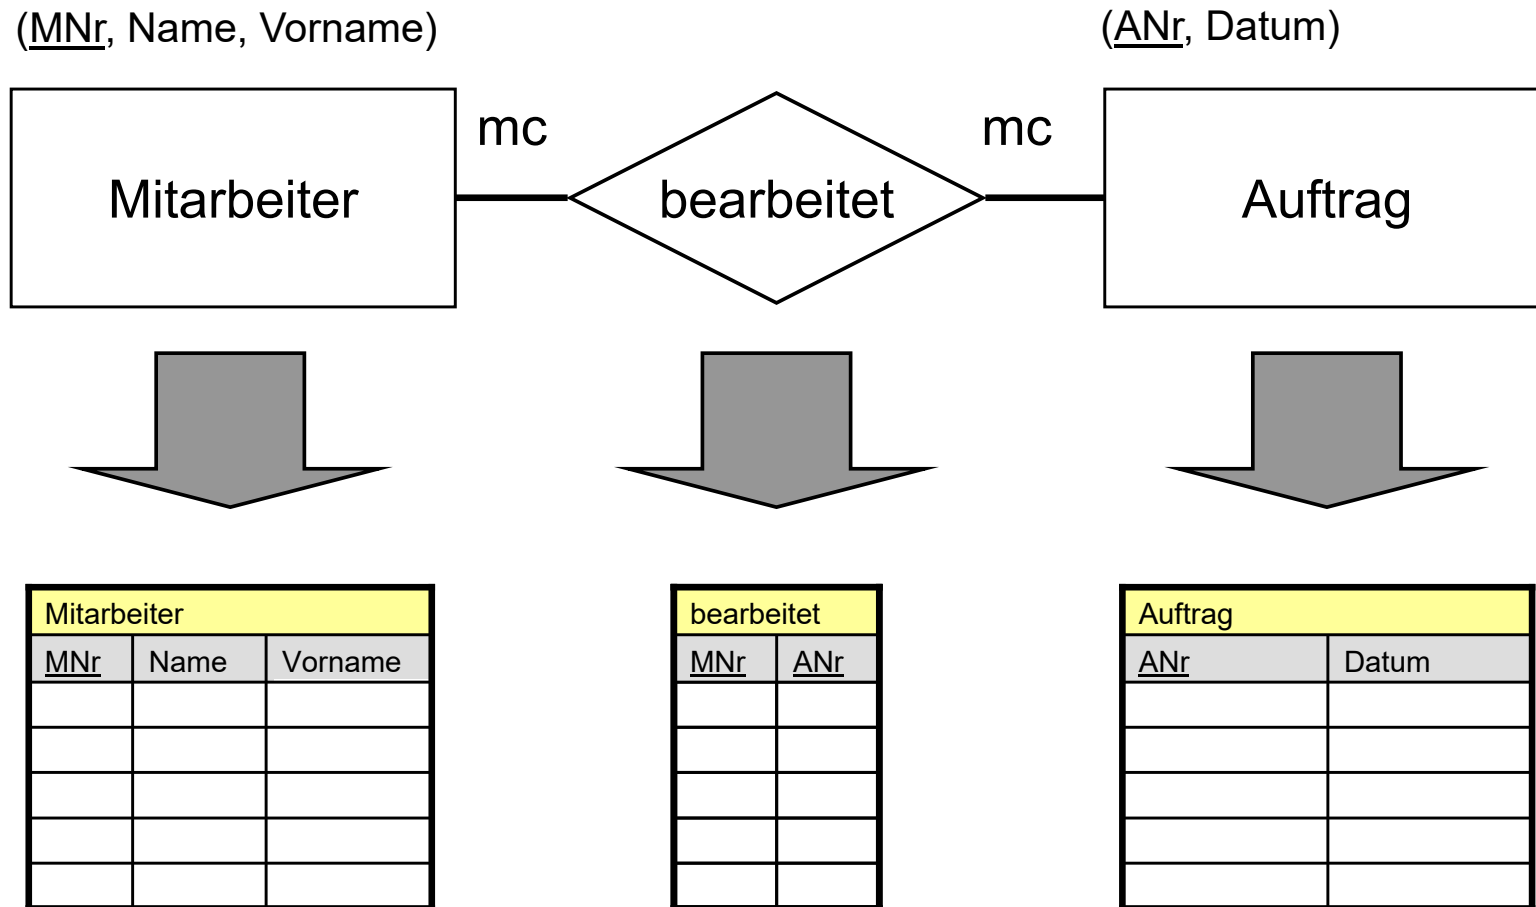 (MNr, Name, Vorname)
(ANr, Datum)
mc
mc
Mitarbeiter
bearbeitet
Auftrag
Mitarbeiter
MNr Name Vorname
bearbeitet
MNr ANr
Auftrag
ANr Datum